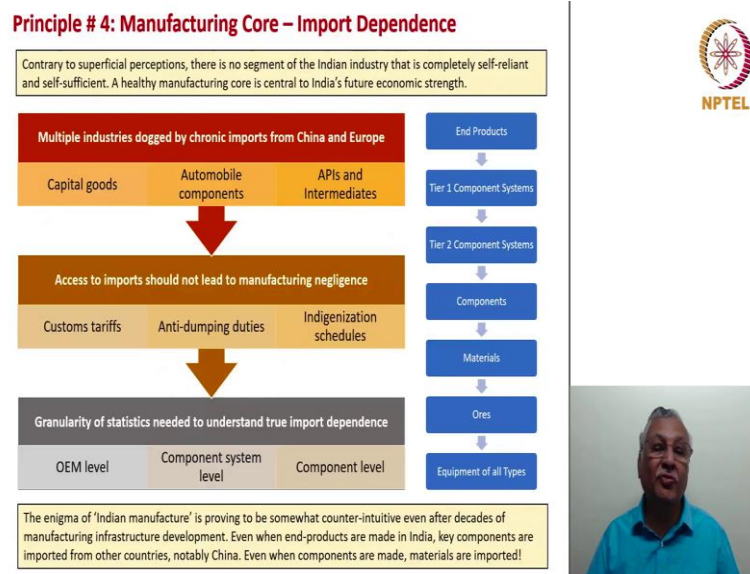 Principle # 4: Manufacturing Core – Import Dependence
Contrary to superficial perceptions, there is no segment of the Indian industry that is completely self-reliant
and self-sufficient. A healthy manufacturing core is central to India's future economic strength.
Multiple industries dogged by chronic imports from China and Europe
Capital goods
Automobile
components
APIs and
Intermediates
Access to imports should not lead to manufacturing negligence
Customs tariffs
Anti-dumping duties
Indigenization
schedules
Granularity of statistics needed to understand true import dependence
OEM level
Component system
level
Component level
End Products
Tier 1 Component Systems
Tier 2 Component Systems
Components
Materials
Ores
Equipment of all Types
The enigma of 'Indian manufacture' is proving to be somewhat counter-intuitive even after decades of
manufacturing infrastructure development. Even when end-products are made in India, key components are
imported from other countries, notably China. Even when components are made, materials are imported!
NPTEL